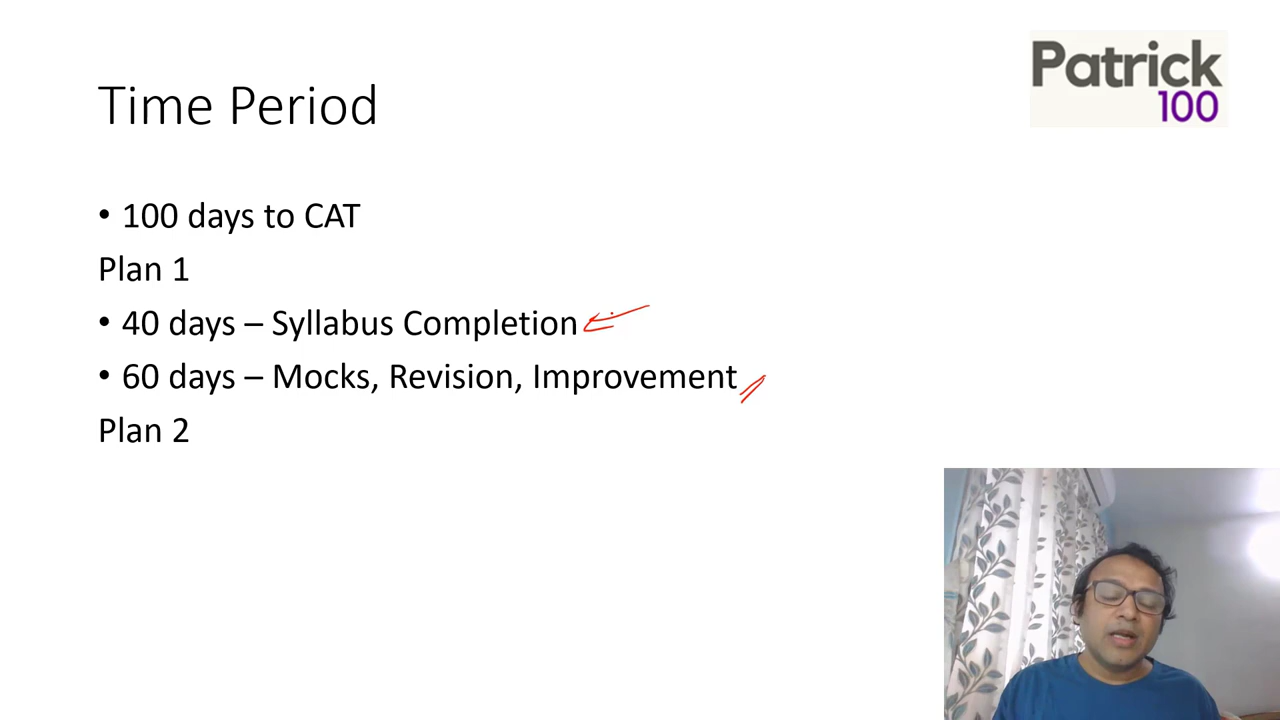 Patrick
100
Time Period
• 100 days to CAT
Plan 1
• 40 days – Syllabus Completion
• 60 days – Mocks, Revision, Improvement
Plan 2